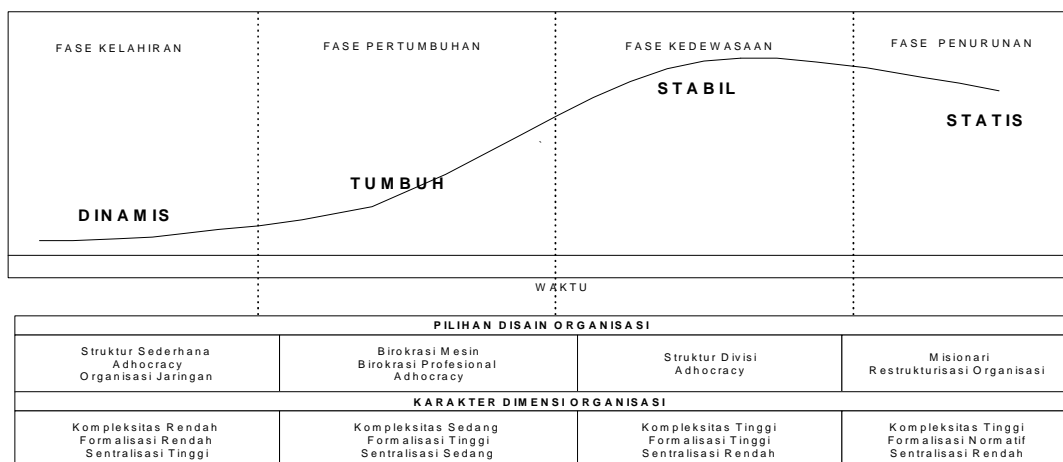 FASE KELAHIRAN
FASE PERTUMBUHAN
FASE KEDEWASAAN
FASE PENURUNAN
STABIL
STATIS
TUMBUH
DINAMIS
WAKTU
PILIHAN DISAIN ORGANISASI
Struktur Sederhana
Adhocracy
Organisasi Jaringan
Birokrasi Mesin
Birokrasi Profesional
Adhocracy
Struktur Divisi
Adhocracy
Misionari
Restrukturisasi Organisasi
KARAKTER DIMENSI ORGANISASI
Kompleksitas Rendah
Formalisasi Rendah
Sentralisasi Tinggi
Kompleksitas Sedang
Formalisasi Tinggi
Sentralisasi Sedang
Kompleksitas Tinggi
Formalisasi Tinggi
Sentralisasi Rendah
Kompleksitas Tinggi
Formalisasi Normatif
Sentralisasi Rendah